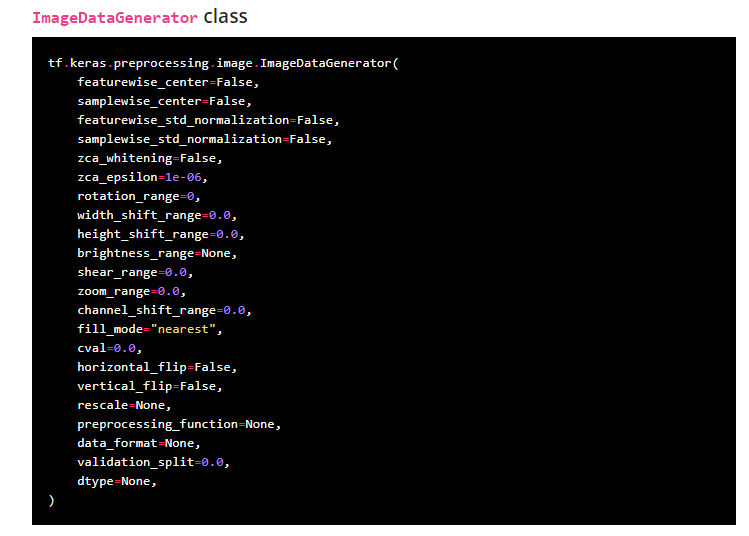 ImageDataGenerator class
tf.keras.preprocessing.image.ImageDataGenerator(
    featurewise_center=False,
    samplewise_center=False,
    featurewise_std_normalization=False,
    samplewise_std_normalization=False,
    zca_whitening=False,
    zca_epsilon=1e-06,
    rotation_range=0,
    width_shift_range=0.0,
    height_shift_range=0.0,
    brightness_range=None,
    shear_range=0.0,
    zoom_range=0.0,
    channel_shift_range=0.0,
    fill_mode="nearest",
    cval=0.0,
    horizontal_flip=False,
    vertical_flip=False,
    rescale=None,
    preprocessing_function=None,
    data_format=None,
    validation_split=0.0,
    dtype=None,
)